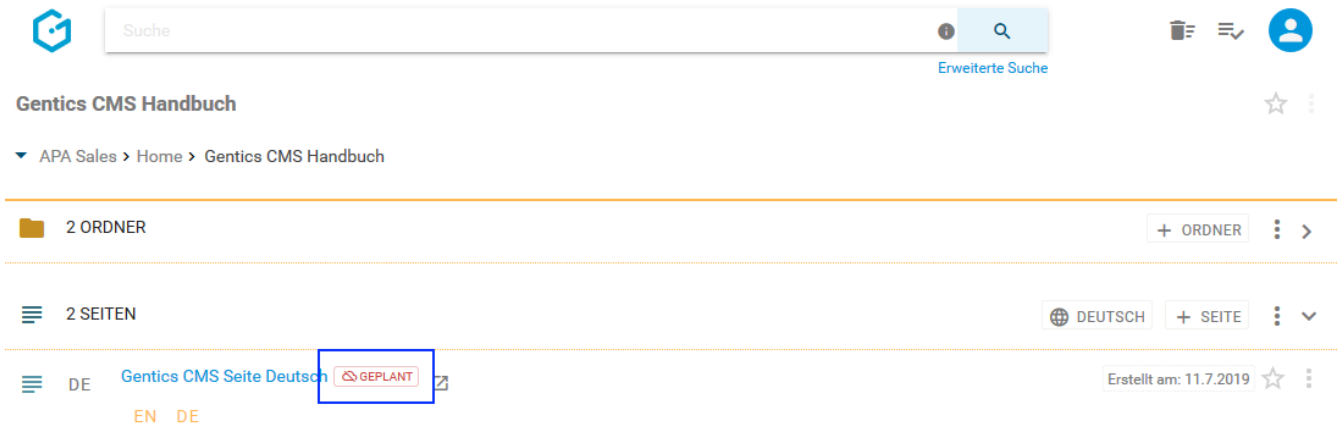 Suche
Erweiterte Suche
Gentics CMS Handbuch
APA Sales > Home > Gentics CMS Handbuch
2 ORDNER + ORDNER
2 SEITEN DEUTSCH + SEITE
DE Gentics CMS Seite Deutsch GEPLANT Erstellt am: 11.7.2019
EN DE